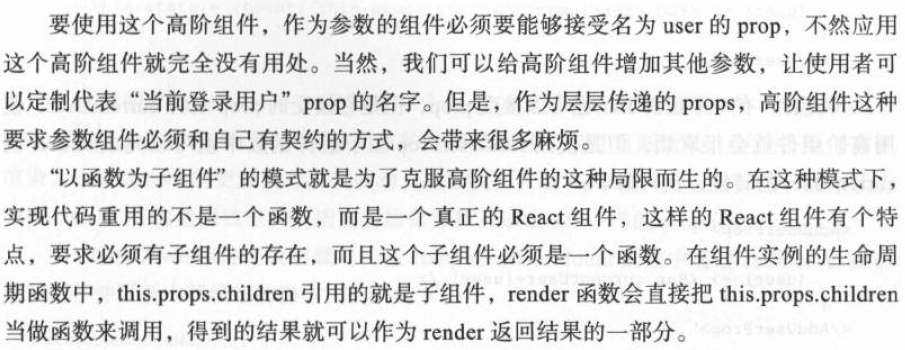 要使用这个高阶组件，作为参数的组件必须要能够接受名为 user 的 prop，不然应用
这个高阶组件就完全没有用处。当然，我们可以给高阶组件增加其他参数，让使用者可
以定制代表“当前登录用户”prop 的名字。但是，作为层层传递的 props，高阶组件这种
要求参数组件必须和自己有契约的方式，会带来很多麻烦。
“以函数为子组件”的模式就是为了克服高阶组件的这种局限而生的。在这种模式下，
实现代码重用的不是一个函数，而是一个真正的 React 组件，这样的 React 组件有个特
点，要求必须有子组件的存在，而且这个子组件必须是一个函数。在组件实例的生命周
期函数中，this.props.children 引用的就是子组件，render 函数会直接把 this.props.children
当做函数来调用，得到的结果就可以作为 render 返回结果的一部分。